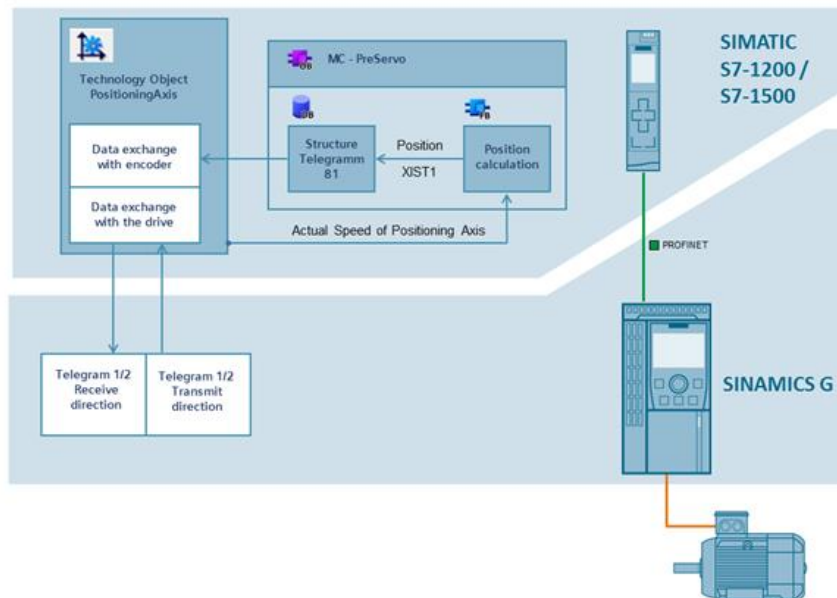 Technology Object
PositioningAxis
Data exchange
with encoder
Data exchange
with the drive
OB
MC - PreServo
DB
Structure
Telegramm
81
Position
XIST1
FB
Position
calculation
Actual Speed of Positioning Axis
SIMATIC
S7-1200 /
S7-1500
PROFINET
Telegram 1/2
Receive
direction
Telegram 1/2
Transmit
direction
SINAMICS G